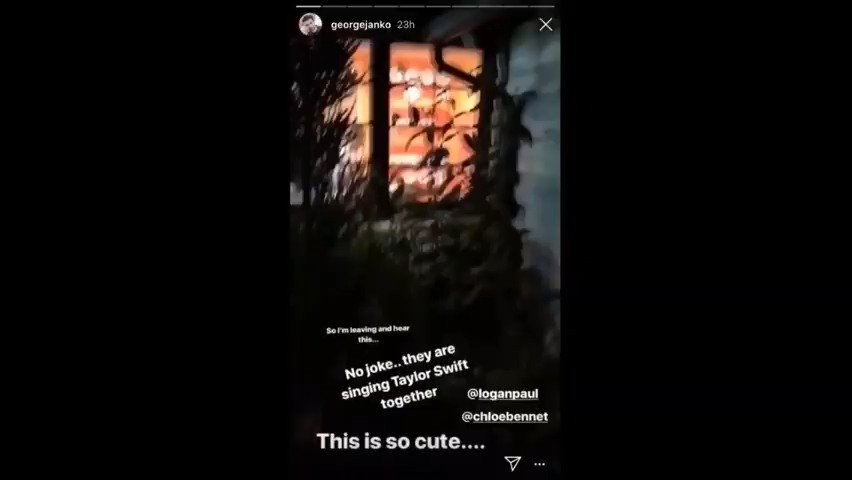 georgejanko 23h
So I'm leaving and hear
this...
No joke.. they are
singing Taylor Swift
together
@loganpaul
@chloebennet
This is so cute....